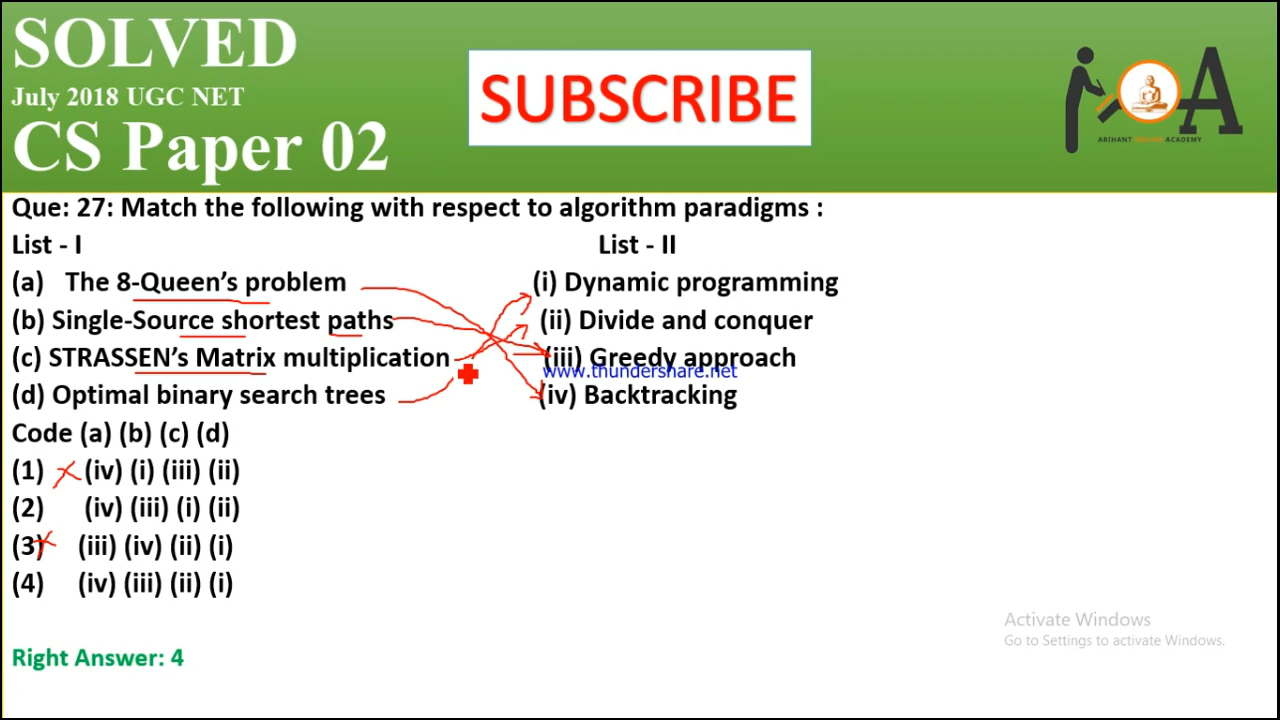 SOLVED
July 2018 UGC NET
CS Paper 02
SUBSCRIBE
A
ARIHANT ONLINE ACADEMY
Que: 27: Match the following with respect to algorithm paradigms :
List - I List - II
(a) The 8-Queen's problem (i) Dynamic programming
(b) Single-Source shortest paths (ii) Divide and conquer
(c) STRASSEN's Matrix multiplication (iii) Greedy approach
www.thundershare.net
(d) Optimal binary search trees (iv) Backtracking
Code (a) (b) (c) (d)
(1) (iv) (i) (iii) (ii)
(2) (iv) (iii) (i) (ii)
(3) (iii) (iv) (ii) (i)
(4) (iv) (iii) (ii) (i)
Activate Windows
Go to Settings to activate Windows.
Right Answer: 4